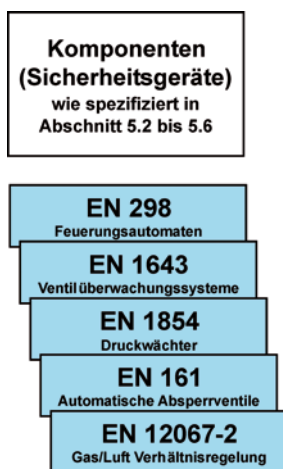 Komponenten
(Sicherheitsgeräte)
wie spezifiziert in
Abschnitt 5.2 bis 5.6
EN 298
Feuerungsautomaten
EN 1643
Ventilüberwachungssysteme
EN 1854
Druckwächter
EN 161
Automatische Absperrventile
EN 12067-2
Gas/Luft Verhältnisregelung